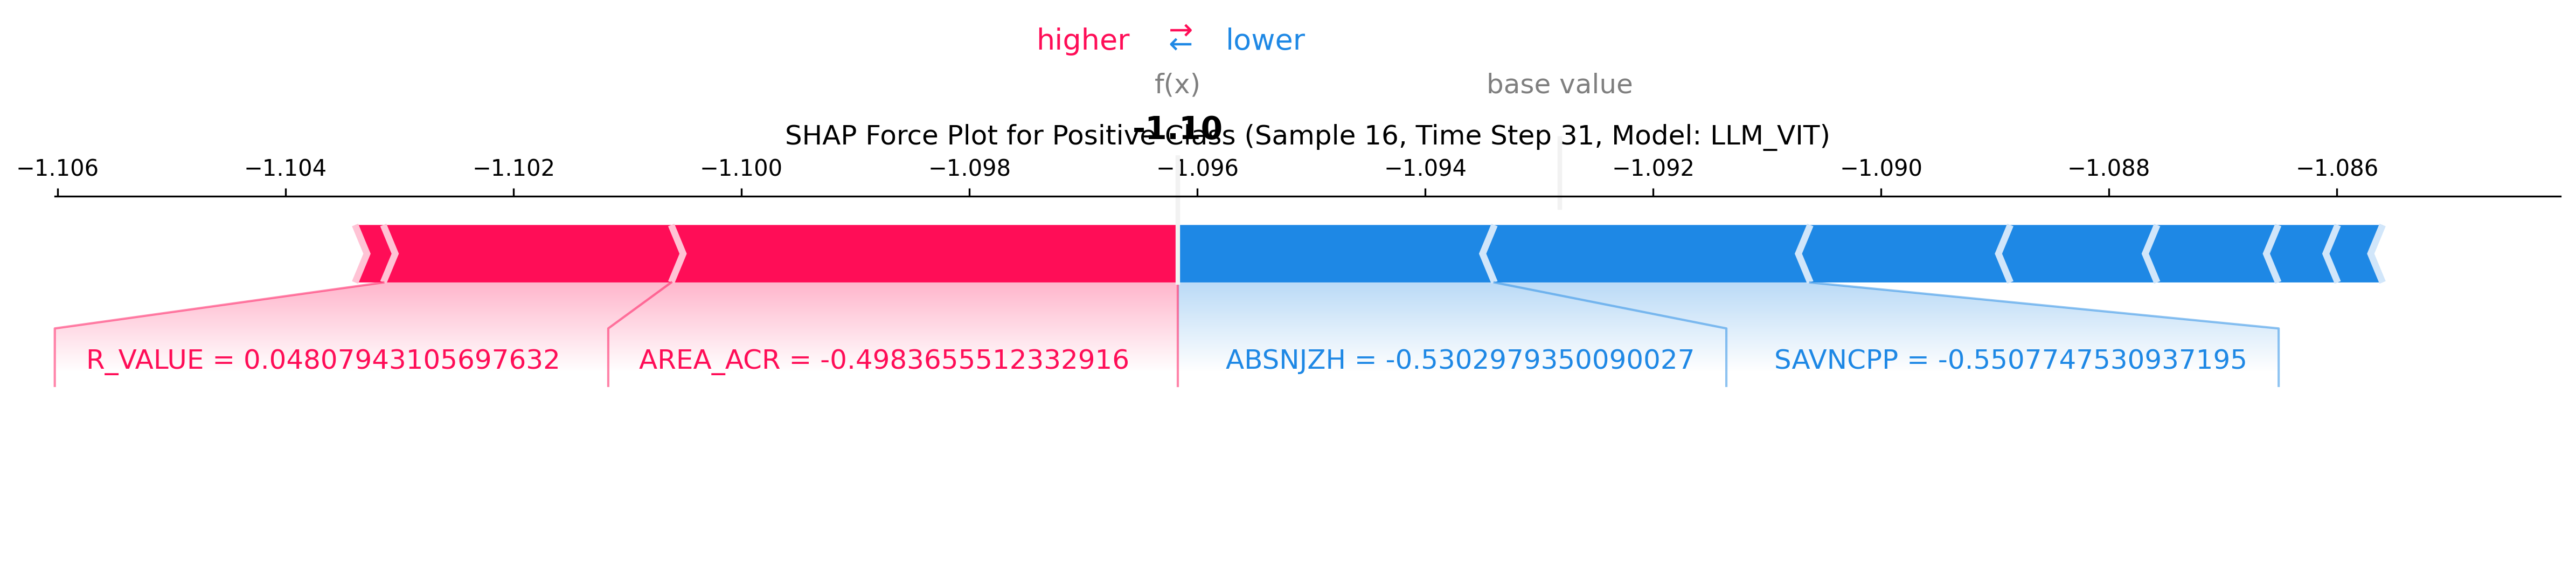 higher ⇄ lower
f(x) base value
-1.10
SHAP Force Plot for Positive Class (Sample 16, Time Step 31, Model: LLM_VIT)
−1.106 −1.104 −1.102 −1.100 −1.098 −1.096 −1.094 −1.092 −1.090 −1.088 −1.086
R_VALUE = 0.04807943105697632 AREA_ACR = -0.4983655512332916 ABSNJZH = -0.5302979350090027 SAVNCPP = -0.5507747530937195